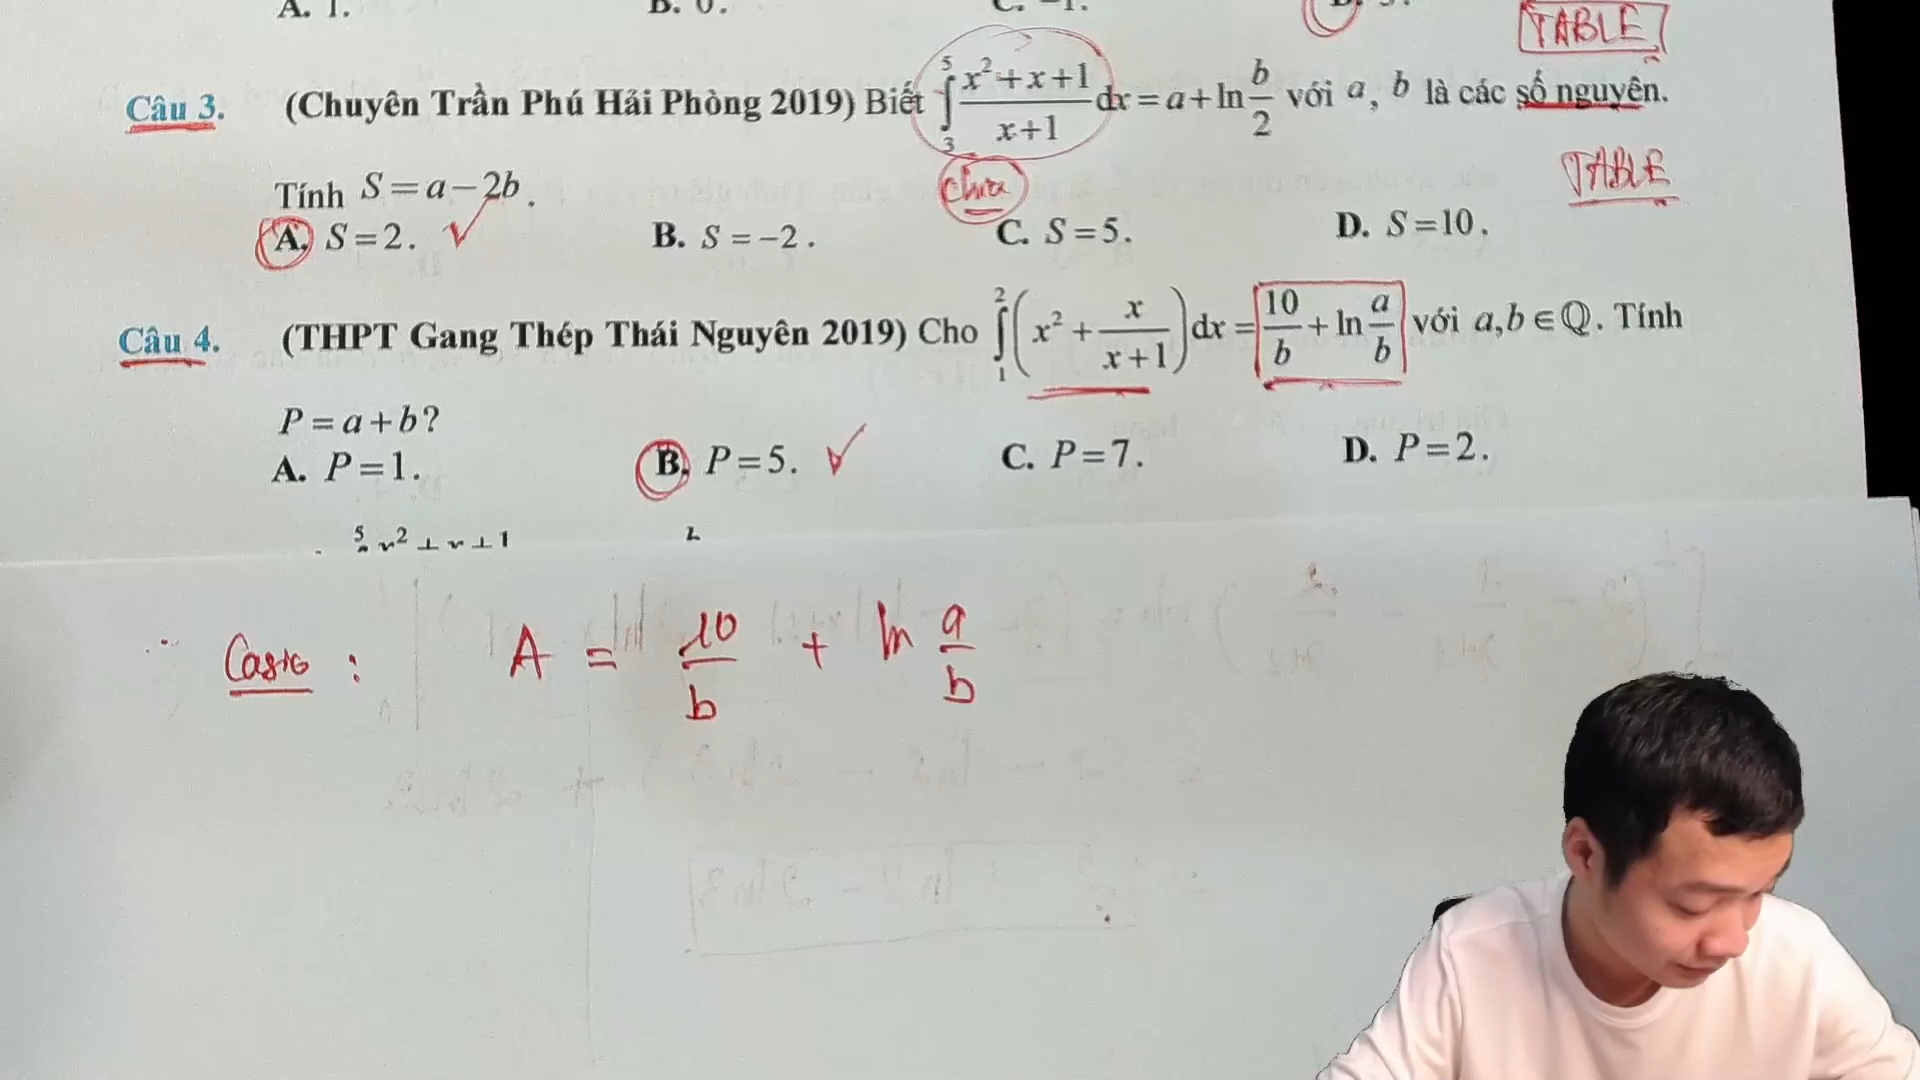 TABLE
Câu 3. (Chuyên Trần Phú Hải Phòng 2019) Biết ∫₃⁵ (x²+x+1)/(x+1) dx = a + ln b/2 với a, b là các số nguyên.
Tính S = a − 2b.
chia
TABLE
A. S = 2. B. S = −2. C. S = 5. D. S = 10.
Câu 4. (THPT Gang Thép Thái Nguyên 2019) Cho ∫₁² (x² + x/(x+1)) dx = 10/b + ln a/b với a, b ∈ ℚ. Tính
P = a + b?
A. P = 1. B. P = 5. C. P = 7. D. P = 2.
Casio : A = 10/b + ln a/b